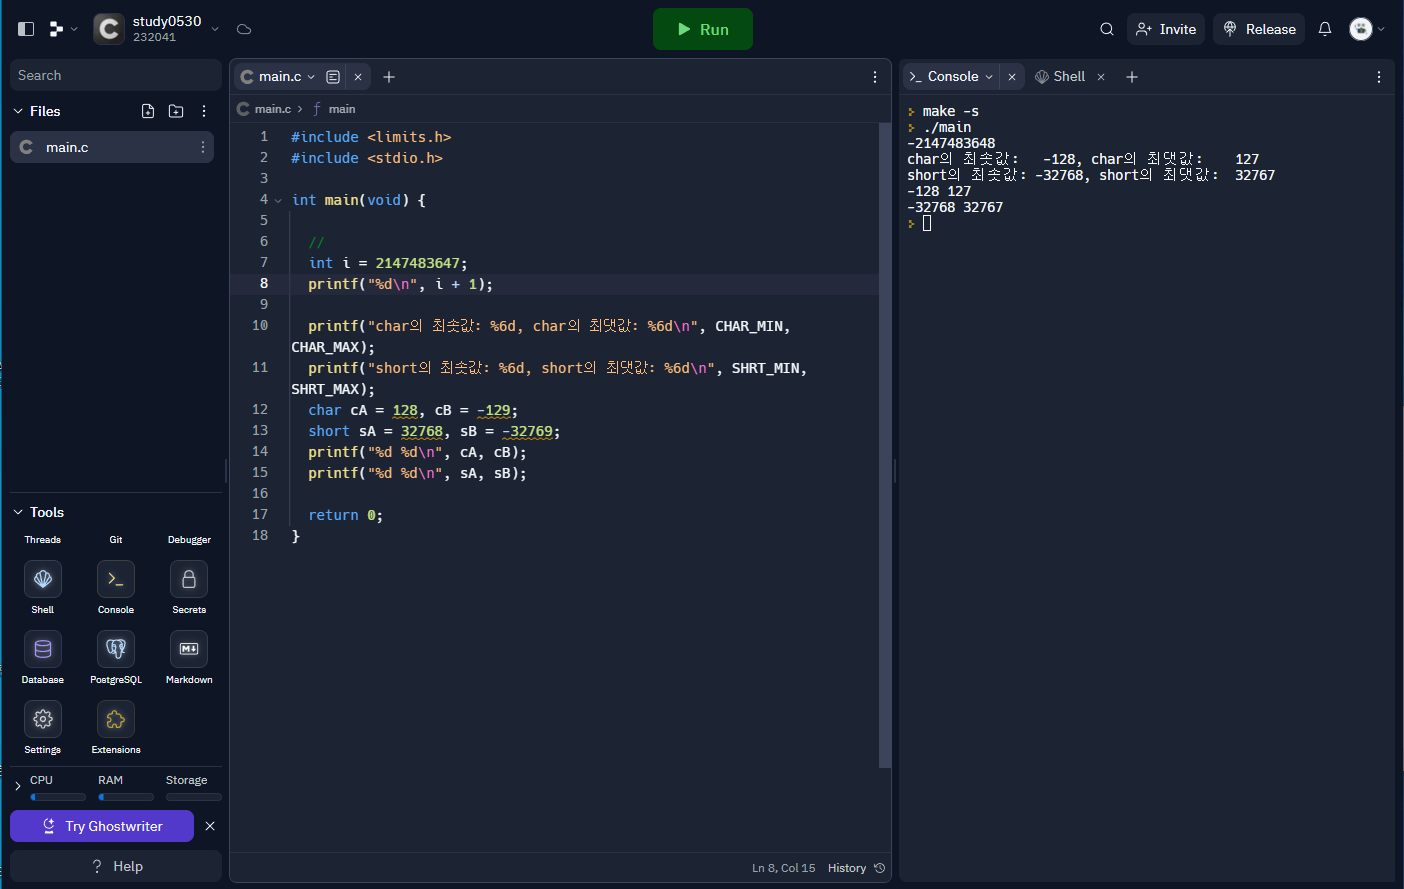 study0530
232041
Run
Invite
Release
Search
Files
main.c
Tools
Threads Git Debugger
Shell Console Secrets
Database PostgreSQL Markdown
Settings Extensions
CPU RAM Storage
Try Ghostwriter
Help
main.c
main.c > f main
1 #include <limits.h>
2 #include <stdio.h>
3
4 int main(void) {
5
6 //
7 int i = 2147483647;
8 printf("%d\n", i + 1);
9
10 printf("char의 최솟값: %6d, char의 최댓값: %6d\n", CHAR_MIN,
CHAR_MAX);
11 printf("short의 최솟값: %6d, short의 최댓값: %6d\n", SHRT_MIN,
SHRT_MAX);
12 char cA = 128, cB = -129;
13 short sA = 32768, sB = -32769;
14 printf("%d %d\n", cA, cB);
15 printf("%d %d\n", sA, sB);
16
17 return 0;
18 }
Ln 8, Col 15 History
Console
Shell
make -s
./main
-2147483648
char의 최솟값:   -128, char의 최댓값:    127
short의 최솟값: -32768, short의 최댓값:  32767
-128 127
-32768 32767